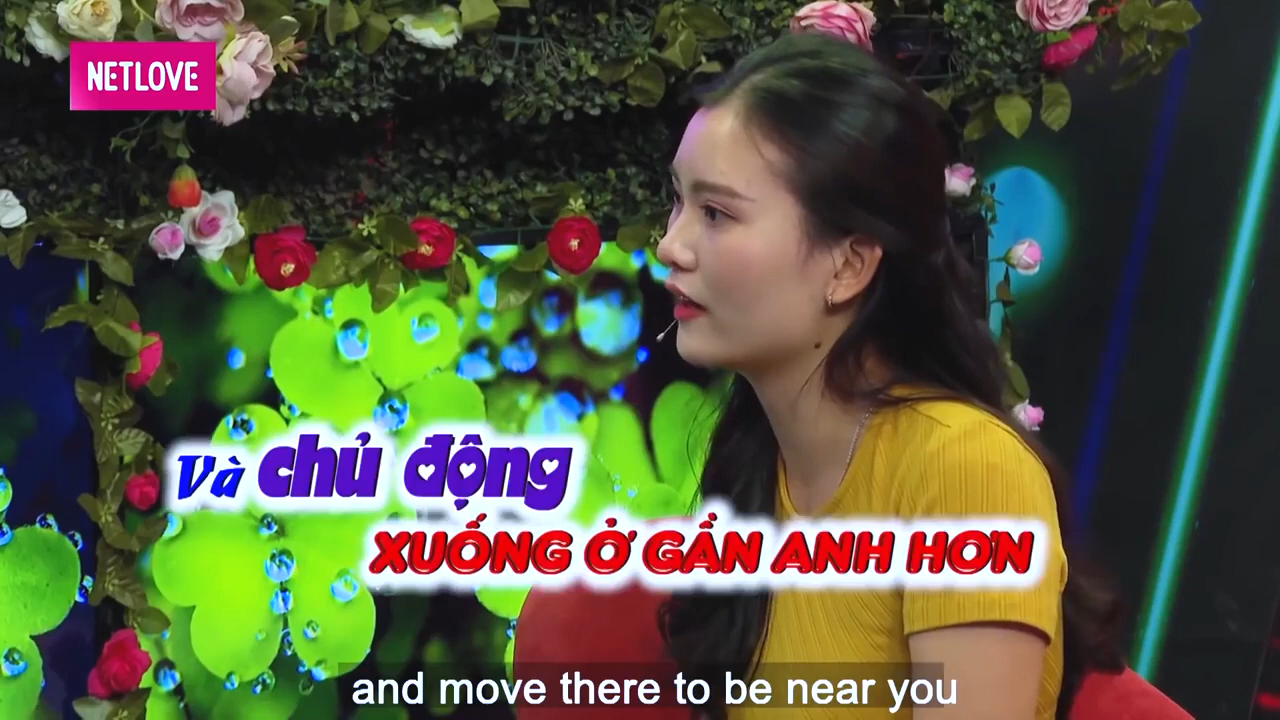 NETLOVE
Và chủ động
XUỐNG Ở GẦN ANH HƠN
and move there to be near you